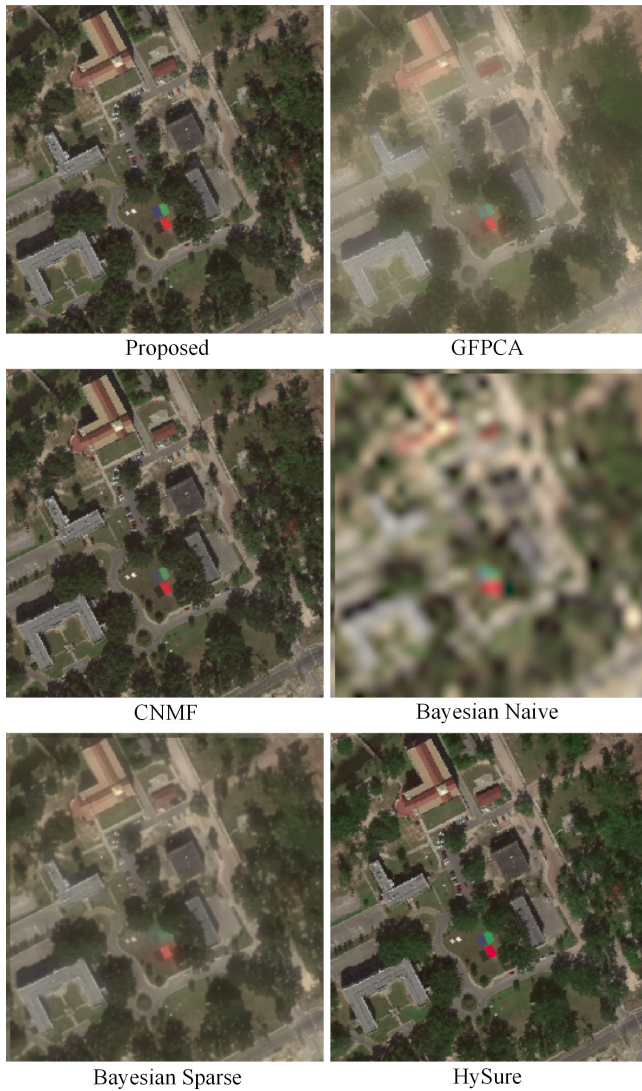 Proposed
GFPCA
CNMF
Bayesian Naive
Bayesian Sparse
HySure